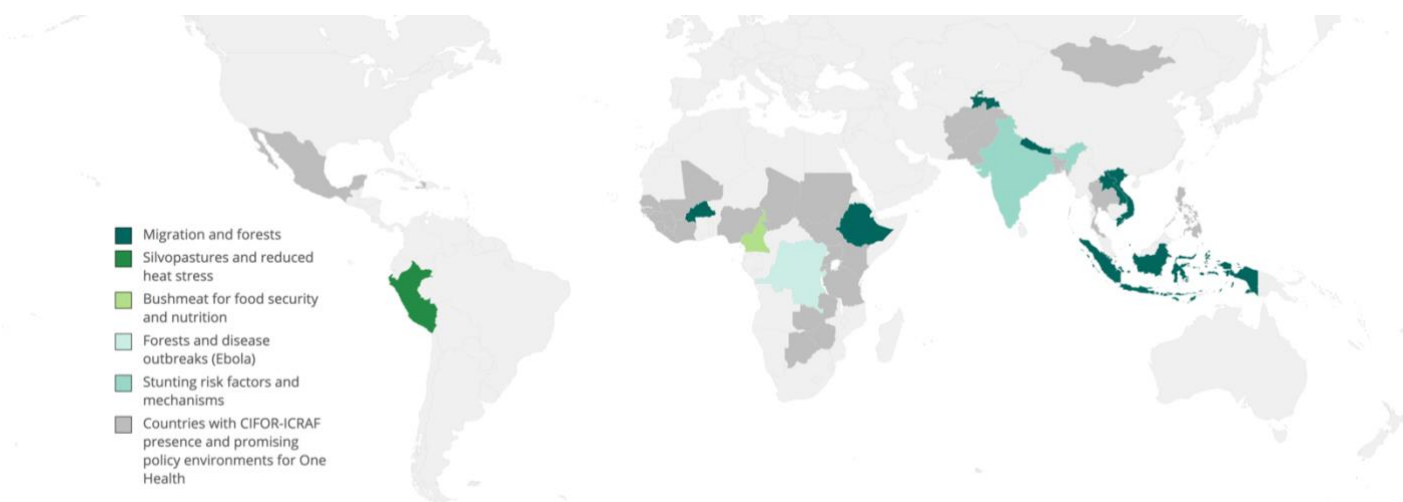 Migration and forests
Silvopastures and reduced
heat stress
Bushmeat for food security
and nutrition
Forests and disease
outbreaks (Ebola)
Stunting risk factors and
mechanisms
Countries with CIFOR-ICRAF
presence and promising
policy environments for One
Health